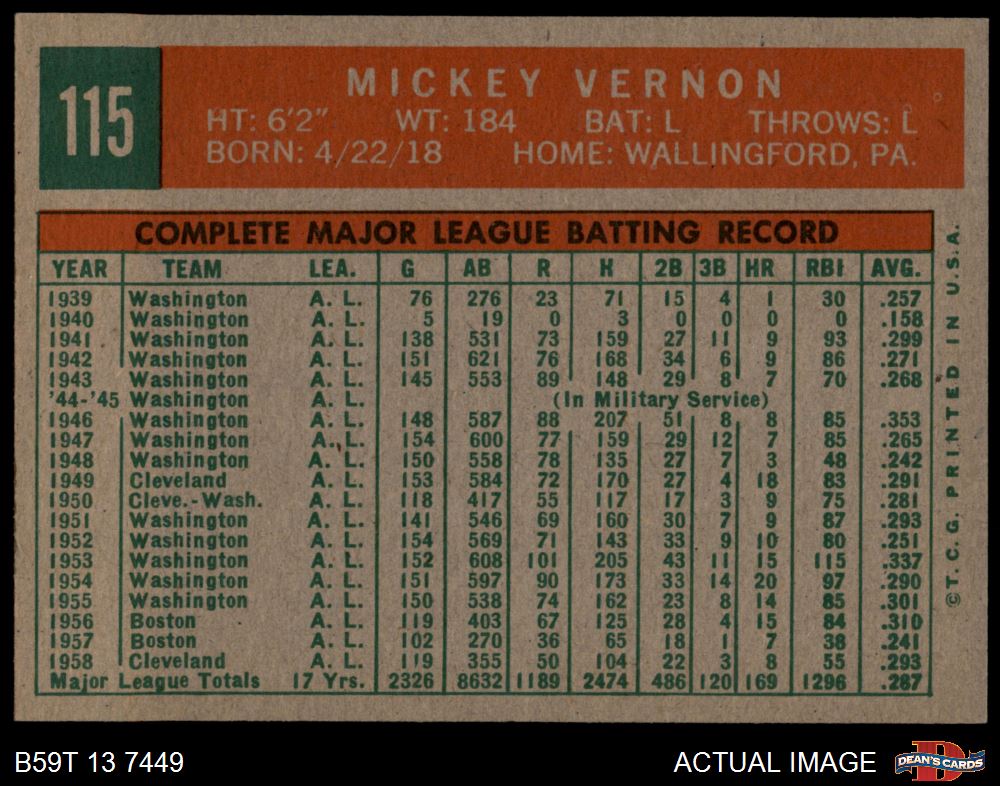 115
MICKEY VERNON
HT: 6'2" WT: 184 BAT: L THROWS: L
BORN: 4/22/18 HOME: WALLINGFORD, PA.
COMPLETE MAJOR LEAGUE BATTING RECORD
YEAR TEAM LEA. G AB R H 2B 3B HR RBI AVG.
1939 Washington A. L. 76 276 23 71 15 4 1 30 .257
1940 Washington A. L. 5 19 0 3 0 0 0 0 .158
1941 Washington A. L. 138 531 73 159 27 11 9 93 .299
1942 Washington A. L. 151 621 76 168 34 6 9 86 .271
1943 Washington A. L. 145 553 89 148 29 8 7 70 .268
'44-'45 Washington A. L. (In Military Service)
1946 Washington A. L. 148 587 88 207 51 8 8 85 .353
1947 Washington A., L. 154 600 77 159 29 12 7 85 .265
1948 Washington A. L. 150 558 78 135 27 7 3 48 .242
1949 Cleveland A. L. 153 584 72 170 27 4 18 83 .291
1950 Cleve.-Wash. A. L. 118 417 55 117 17 3 9 75 .281
1951 Washington A. L. 141 546 69 160 30 7 9 87 .293
1952 Washington A. L. 154 569 71 143 33 9 10 80 .251
1953 Washington A. L. 152 608 101 205 43 11 15 115 .337
1954 Washington A. L. 151 597 90 173 33 14 20 97 .290
1955 Washington A. L. 150 538 74 162 23 8 14 85 .301
1956 Boston A. L. 119 403 67 125 28 4 15 84 .310
1957 Boston A. L. 102 270 36 65 18 1 7 38 .241
1958 Cleveland A. L. 119 355 50 104 22 3 8 55 .293
Major League Totals 17 Yrs. 2326 8632 1189 2474 486 120 169 1296 .287
© T. C. G. PRINTED IN U.S.A.
B59T 13 7449
ACTUAL IMAGE
D
DEAN'S CARDS